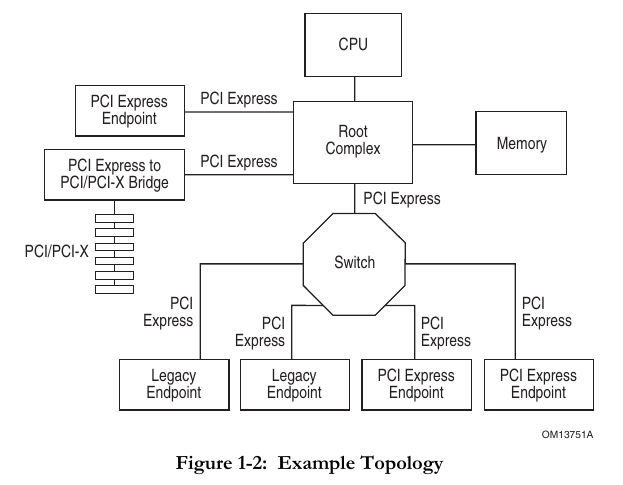 CPU
PCI Express
Endpoint
PCI Express
Root
Complex
Memory
PCI Express to
PCI/PCI-X Bridge
PCI Express
PCI Express
PCI/PCI-X
Switch
PCI
Express
PCI
Express
PCI
Express
PCI
Express
Legacy
Endpoint
Legacy
Endpoint
PCI Express
Endpoint
PCI Express
Endpoint
OM13751A
Figure 1-2: Example Topology